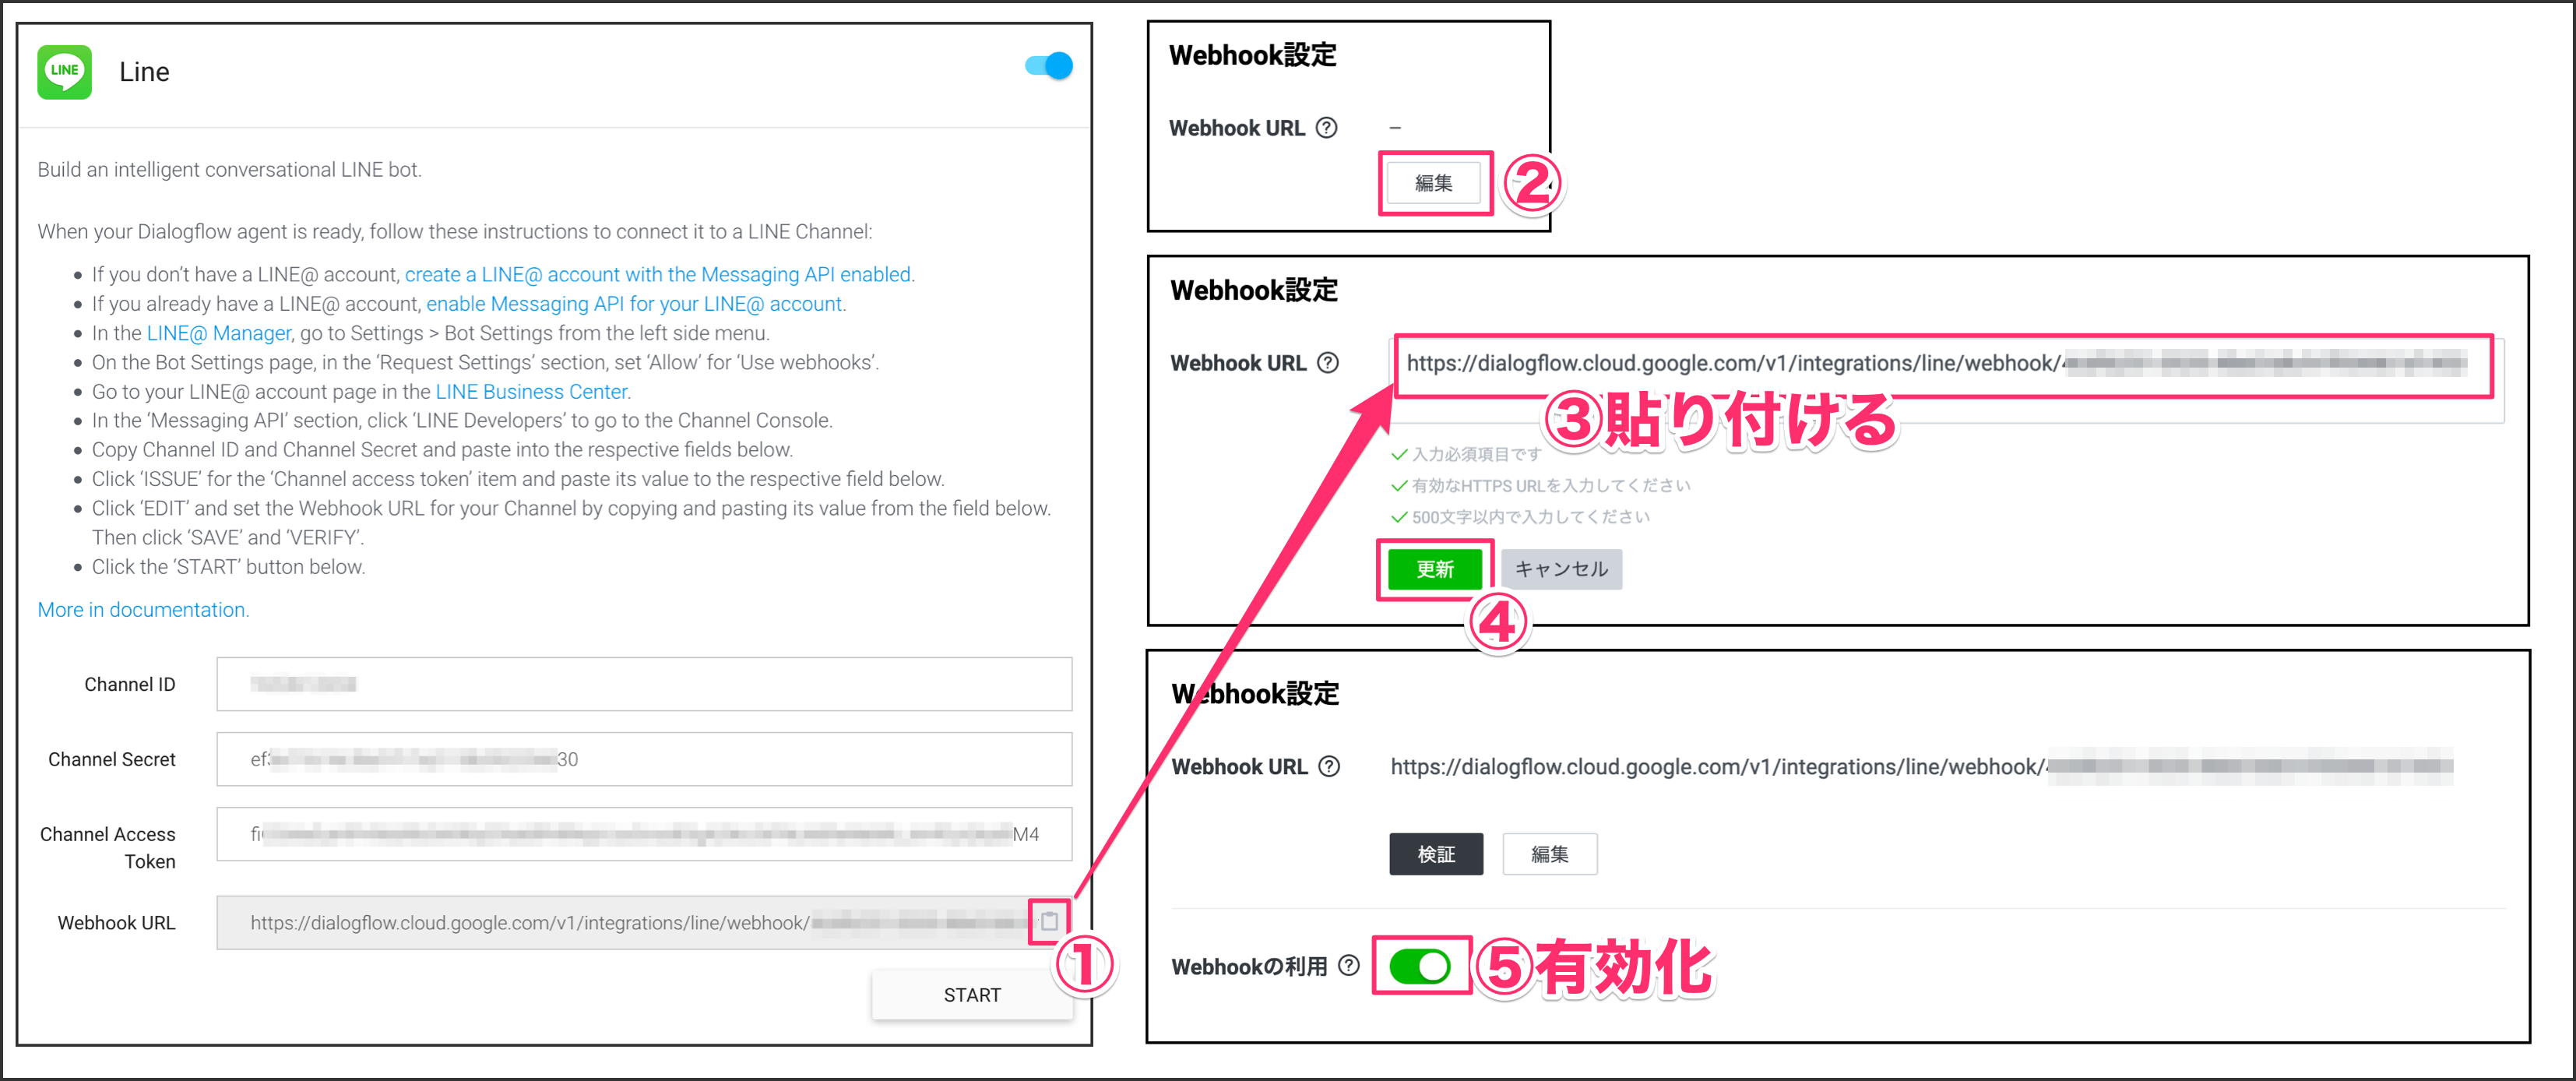 LINE
Line
Build an intelligent conversational LINE bot.
When your Dialogflow agent is ready, follow these instructions to connect it to a LINE Channel:
If you don’t have a LINE@ account, create a LINE@ account with the Messaging API enabled.
If you already have a LINE@ account, enable Messaging API for your LINE@ account.
In the LINE@ Manager, go to Settings > Bot Settings from the left side menu.
On the Bot Settings page, in the ‘Request Settings’ section, set ‘Allow’ for ‘Use webhooks’.
Go to your LINE@ account page in the LINE Business Center.
In the ‘Messaging API’ section, click ‘LINE Developers’ to go to the Channel Console.
Copy Channel ID and Channel Secret and paste into the respective fields below.
Click ‘ISSUE’ for the ‘Channel access token’ item and paste its value to the respective field below.
Click ‘EDIT’ and set the Webhook URL for your Channel by copying and pasting its value from the field below.
Then click ‘SAVE’ and ‘VERIFY’.
Click the ‘START’ button below.
More in documentation.
Channel ID
Channel Secret
ef 30
Channel Access
Token
M4
Webhook URL
https://dialogflow.cloud.google.com/v1/integrations/line/webhook/
①
START
Webhook設定
Webhook URL ? –
編集
②
Webhook設定
Webhook URL ? https://dialogflow.cloud.google.com/v1/integrations/line/webhook/
③貼り付ける
入力必須項目です
有効なHTTPS URLを入力してください
500文字以内で入力してください
更新 キャンセル
④
Webhook設定
Webhook URL ? https://dialogflow.cloud.google.com/v1/integrations/line/webhook/
検証 編集
Webhookの利用 ? ⑤有効化